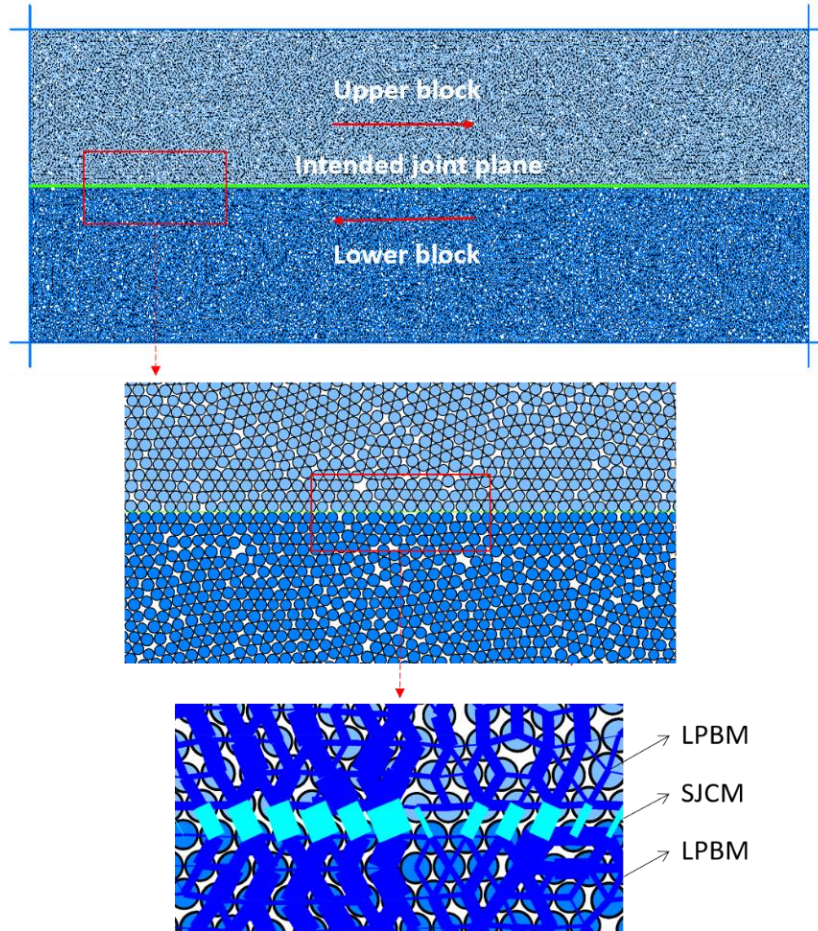 Upper block
Intended joint plane
Lower block
LPBM
SJCM
LPBM